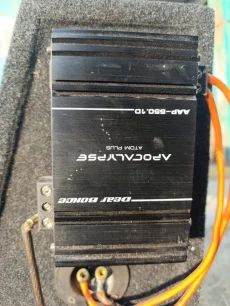 AAP-550.1D
APOCALYPSE
ATOM PLUS
Deaf Bonce